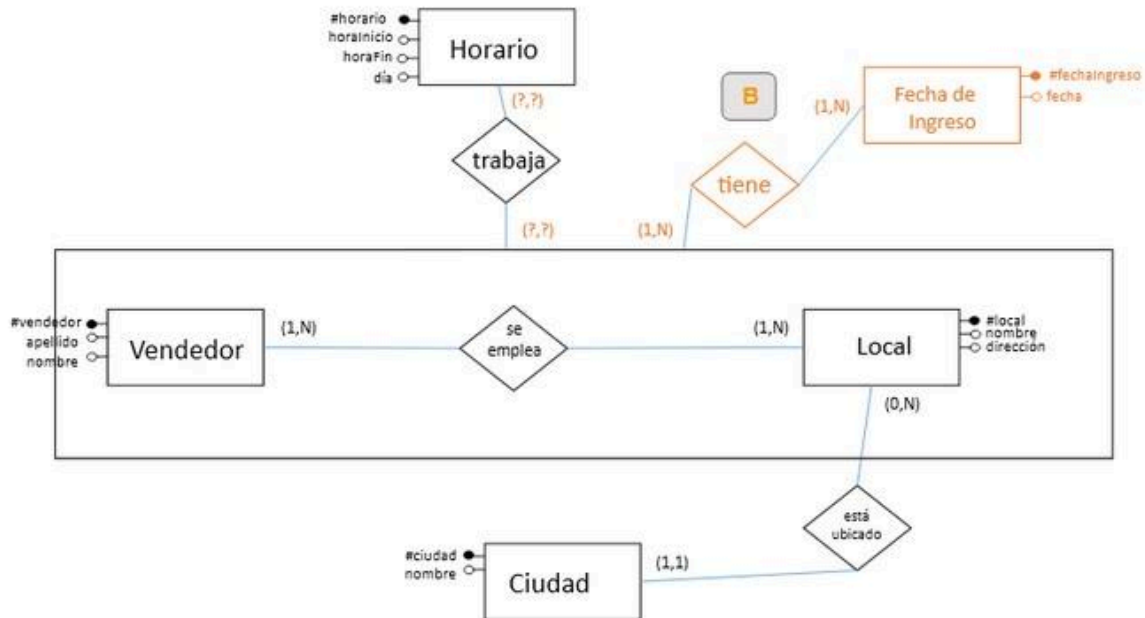 #horario
horaInicio
horaFin
día
Horario
(?,?)
trabaja
(?,?)
B
(1,N)
Fecha de
Ingreso
#fechaIngreso
fecha
tiene
(1,N)
#vendedor
apellido
nombre
Vendedor
(1,N)
se
emplea
(1,N)
Local
#local
nombre
dirección
(0,N)
está
ubicado
#ciudad
nombre
Ciudad
(1,1)